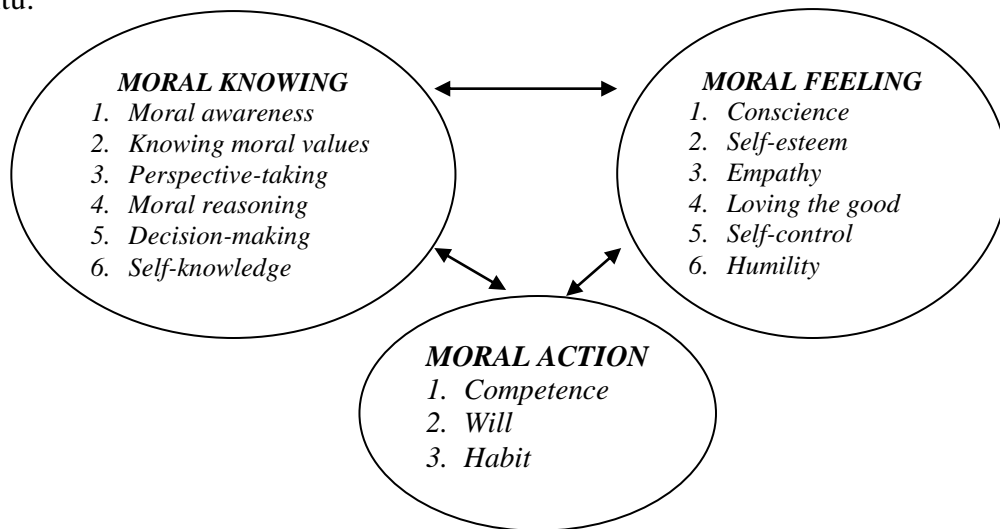 MORAL KNOWING
1. Moral awareness
2. Knowing moral values
3. Perspective-taking
4. Moral reasoning
5. Decision-making
6. Self-knowledge
MORAL FEELING
1. Conscience
2. Self-esteem
3. Empathy
4. Loving the good
5. Self-control
6. Humility
MORAL ACTION
1. Competence
2. Will
3. Habit